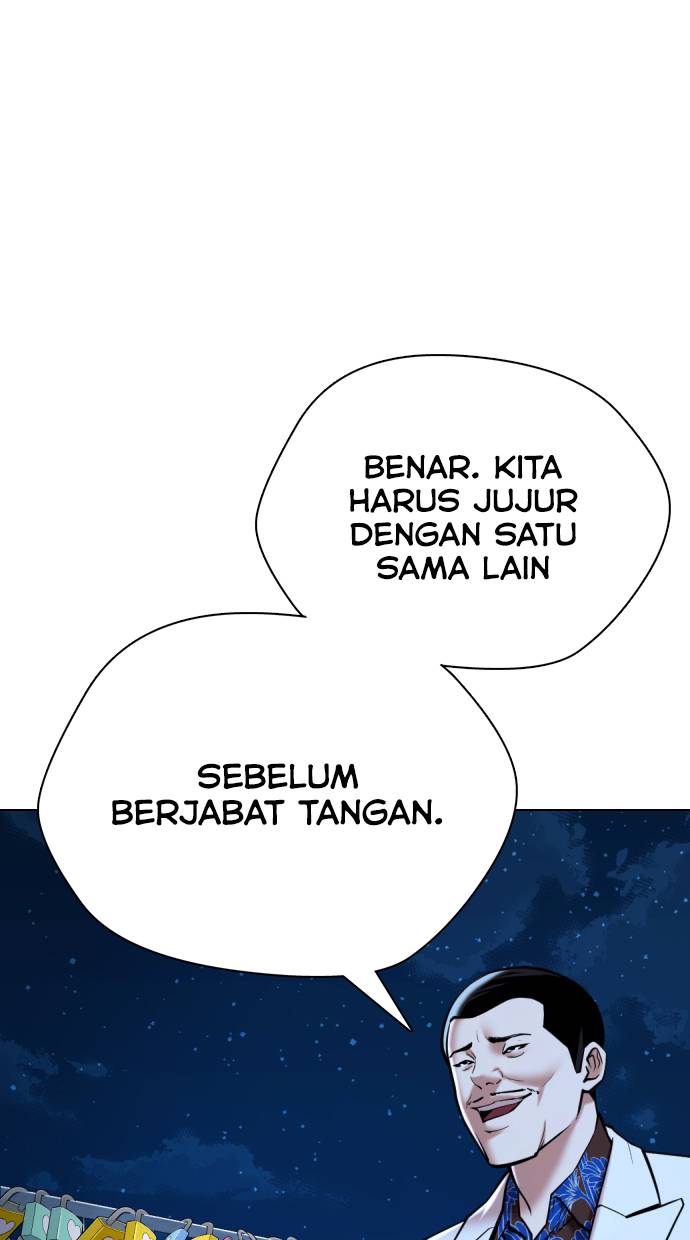 BENAR. KITA
HARUS JUJUR
DENGAN SATU
SAMA LAIN
SEBELUM
BERJABAT TANGAN.